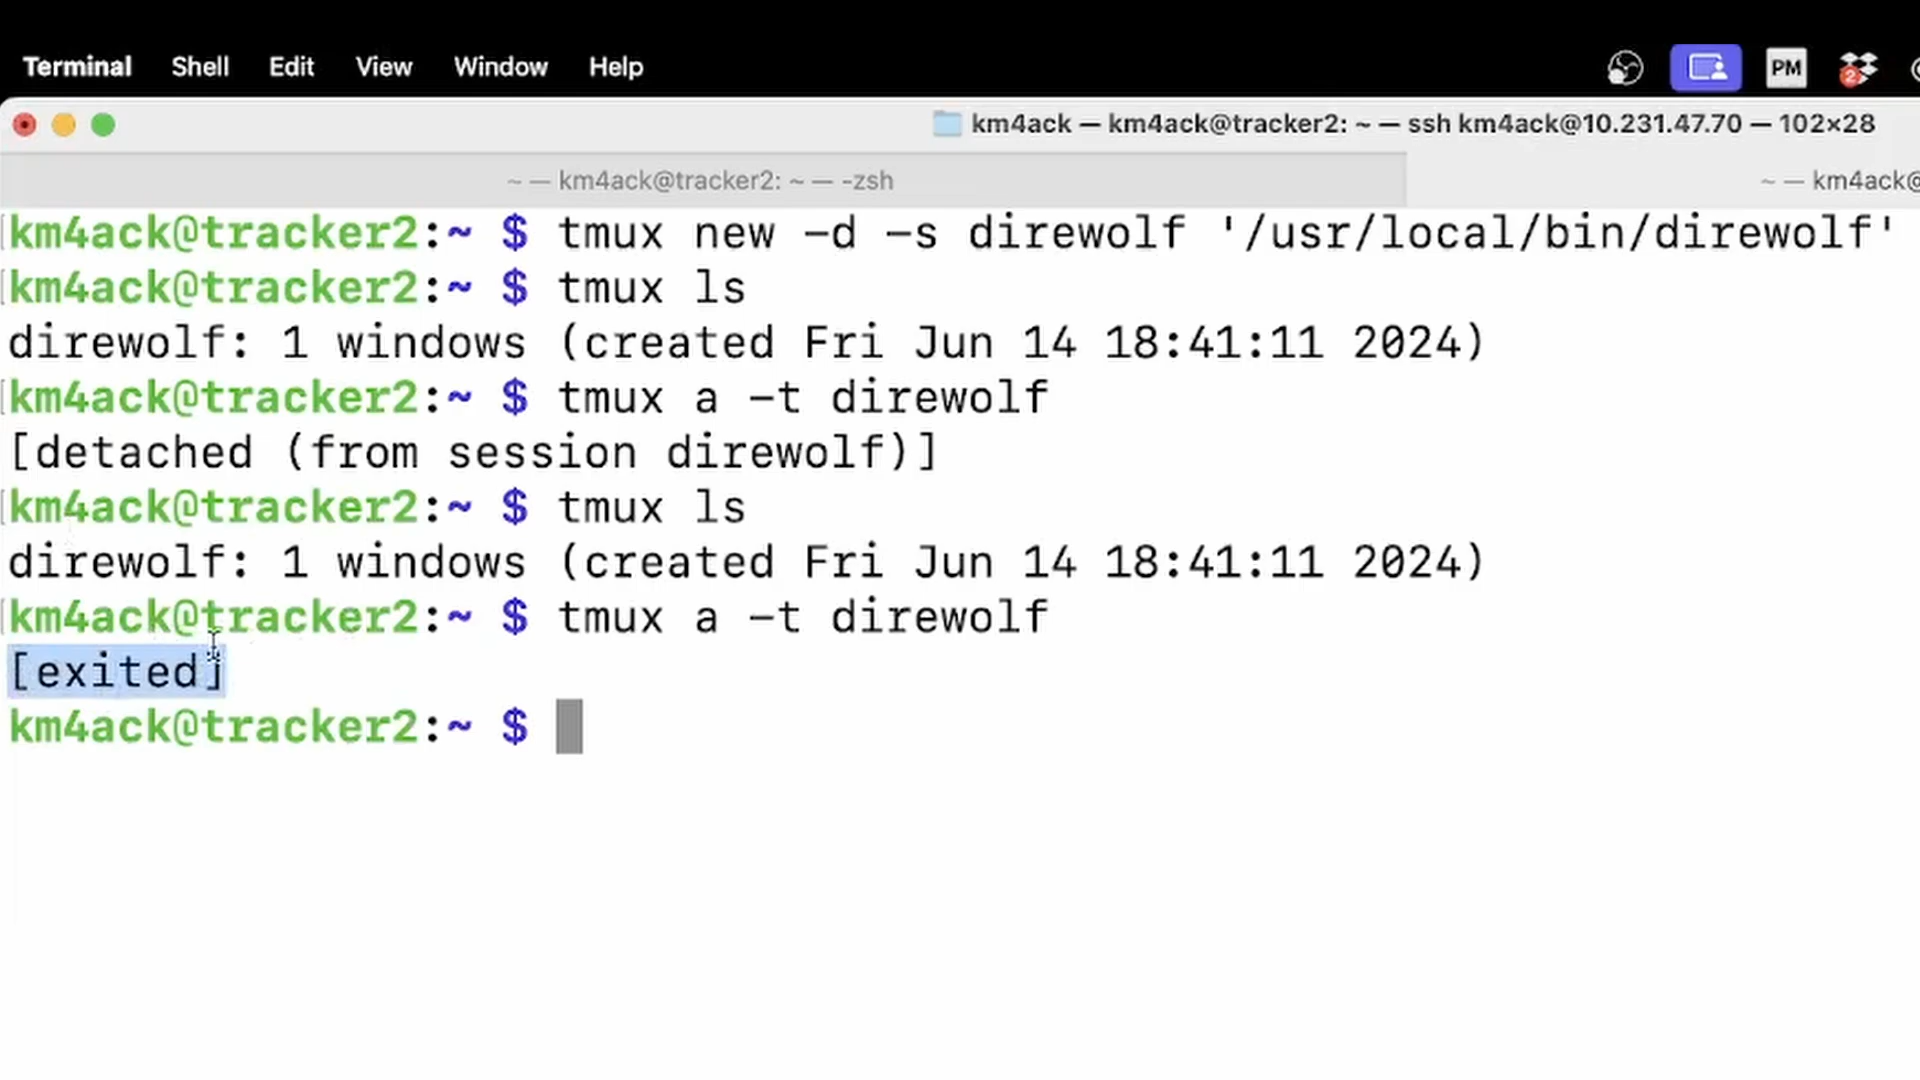 Terminal Shell Edit View Window Help PM 2
km4ack — km4ack@tracker2: ~ — ssh km4ack@10.231.47.70 — 102×28
~ — km4ack@tracker2: ~ — -zsh ~ — km4ack@
km4ack@tracker2:~ $ tmux new -d -s direwolf '/usr/local/bin/direwolf'
km4ack@tracker2:~ $ tmux ls
direwolf: 1 windows (created Fri Jun 14 18:41:11 2024)
km4ack@tracker2:~ $ tmux a -t direwolf
[detached (from session direwolf)]
km4ack@tracker2:~ $ tmux ls
direwolf: 1 windows (created Fri Jun 14 18:41:11 2024)
km4ack@tracker2:~ $ tmux a -t direwolf
[exited]
km4ack@tracker2:~ $